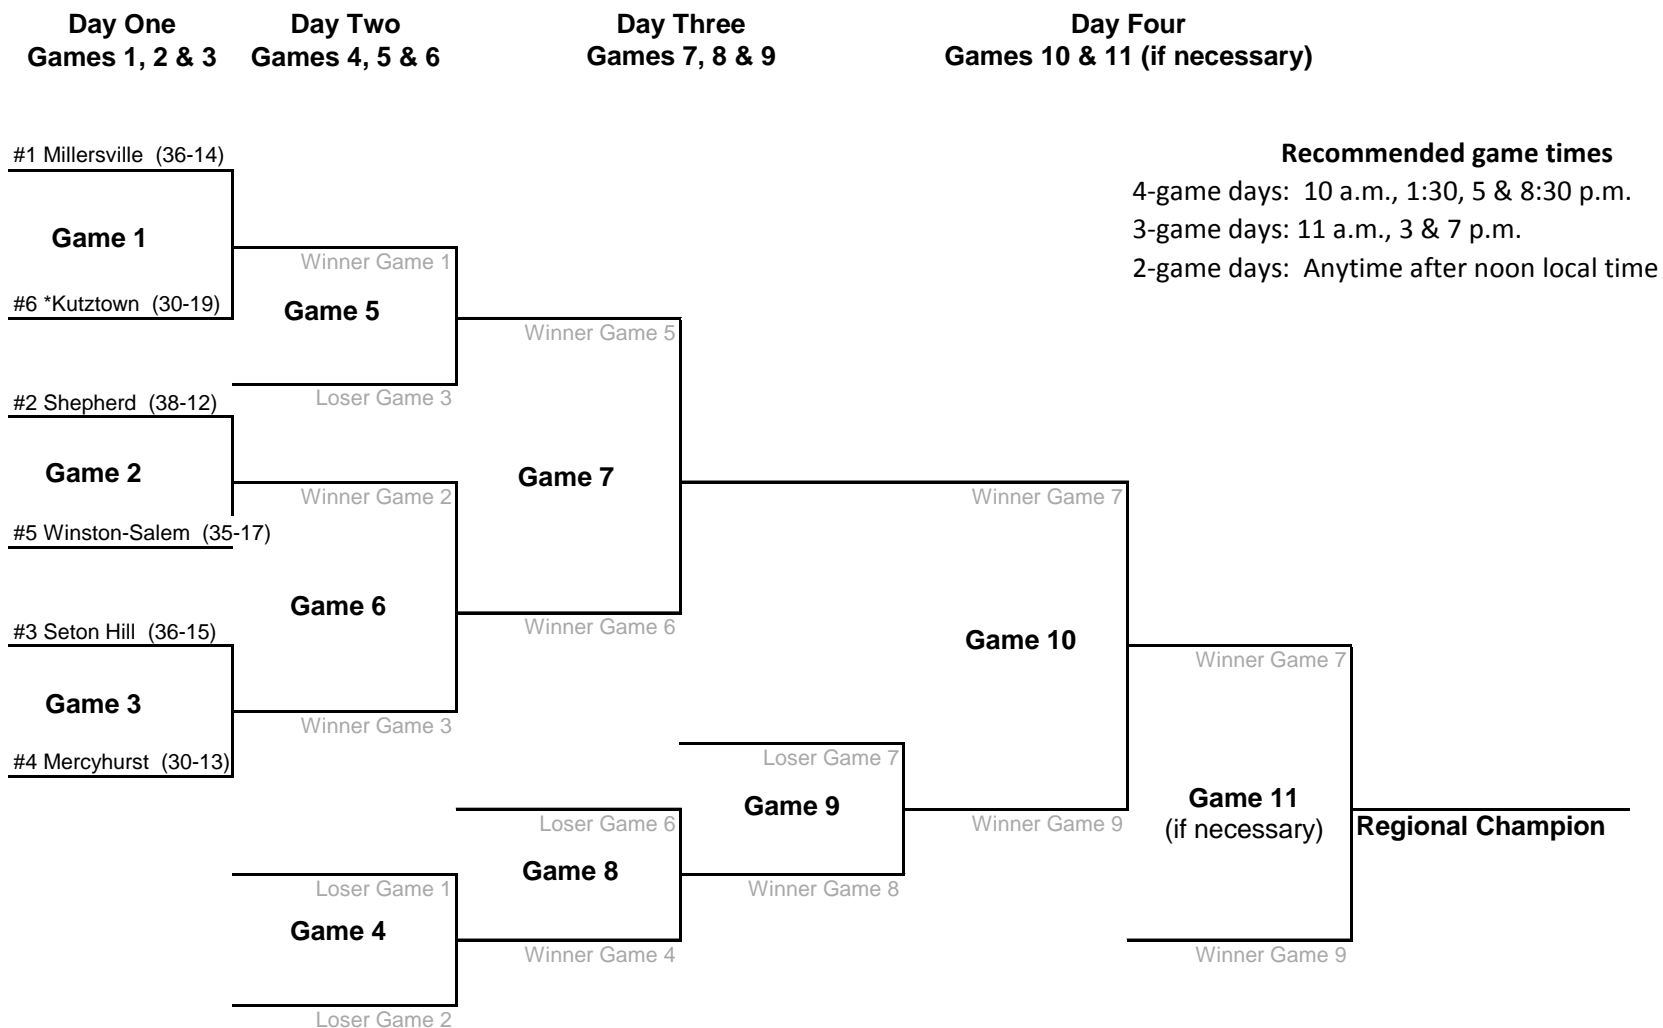 Day One
Games 1, 2 & 3
Day Two
Games 4, 5 & 6
Day Three
Games 7, 8 & 9
Day Four
Games 10 & 11 (if necessary)
Recommended game times
4-game days:  10 a.m., 1:30, 5 & 8:30 p.m.
3-game days: 11 a.m., 3 & 7 p.m.
2-game days:  Anytime after noon local time
#1 Millersville  (36-14)
Game 1
#6 *Kutztown  (30-19)
#2 Shepherd  (38-12)
Game 2
#5 Winston-Salem  (35-17)
#3 Seton Hill  (36-15)
Game 3
#4 Mercyhurst  (30-13)
Winner Game 1
Game 5
Loser Game 3
Winner Game 2
Game 6
Winner Game 3
Loser Game 1
Game 4
Loser Game 2
Winner Game 5
Game 7
Winner Game 6
Loser Game 6
Game 8
Winner Game 4
Loser Game 7
Game 9
Winner Game 8
Winner Game 7
Game 10
Winner Game 9
Winner Game 7
Game 11
(if necessary)
Winner Game 9
Regional Champion